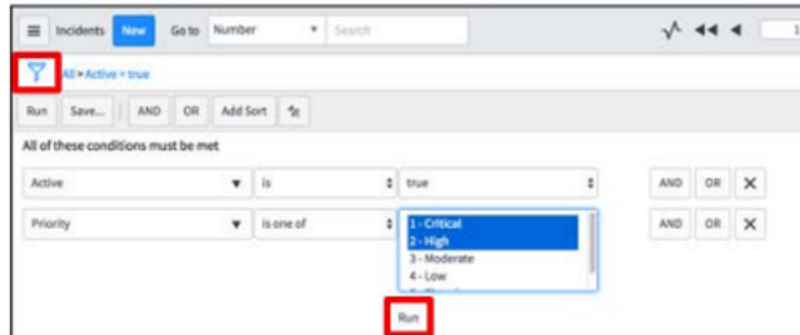 Incidents New Go to Number Search 1
All > Active = true
Run Save... AND OR Add Sort
All of these conditions must be met
Active is true AND OR X
Priority is one of 1 - Critical AND OR X
2 - High
3 - Moderate
4 - Low
Run